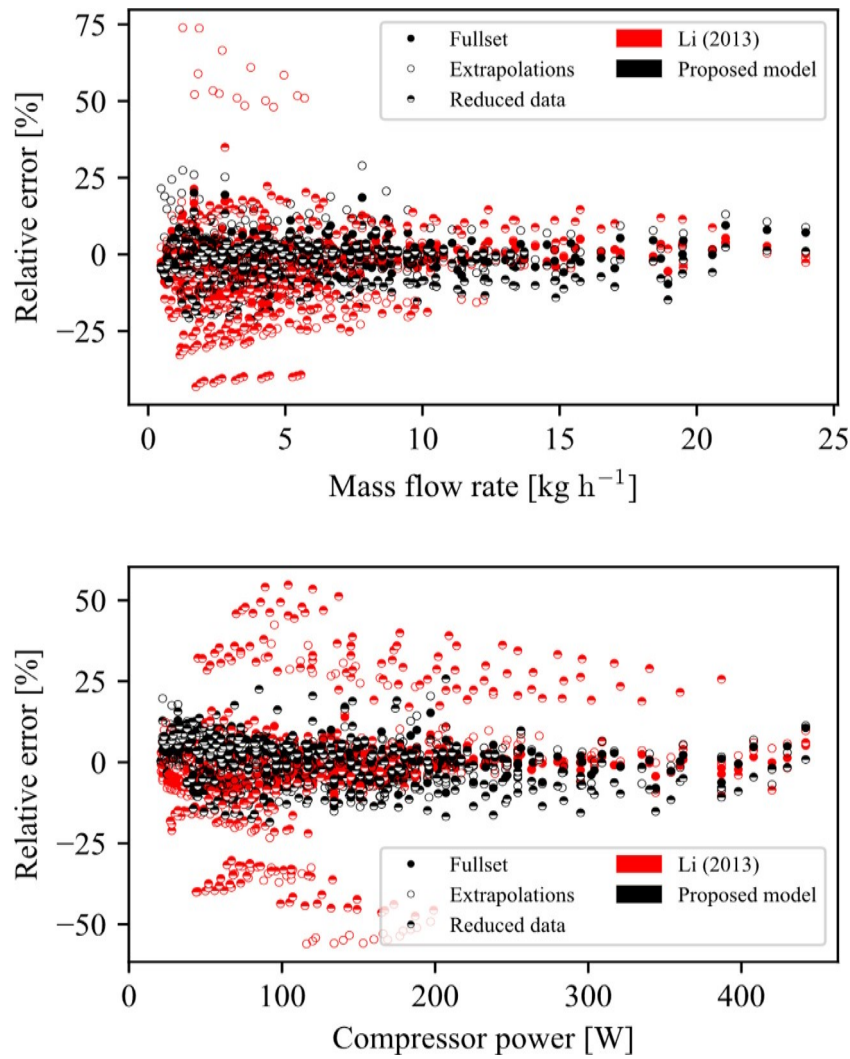 75
50
25
0
−25
Relative error [%]
Fullset
Extrapolations
Reduced data
Li (2013)
Proposed model
0 5 10 15 20 25
Mass flow rate [kg h⁻¹]
50
25
0
−25
−50
Relative error [%]
Fullset
Extrapolations
Reduced data
Li (2013)
Proposed model
0 100 200 300 400
Compressor power [W]